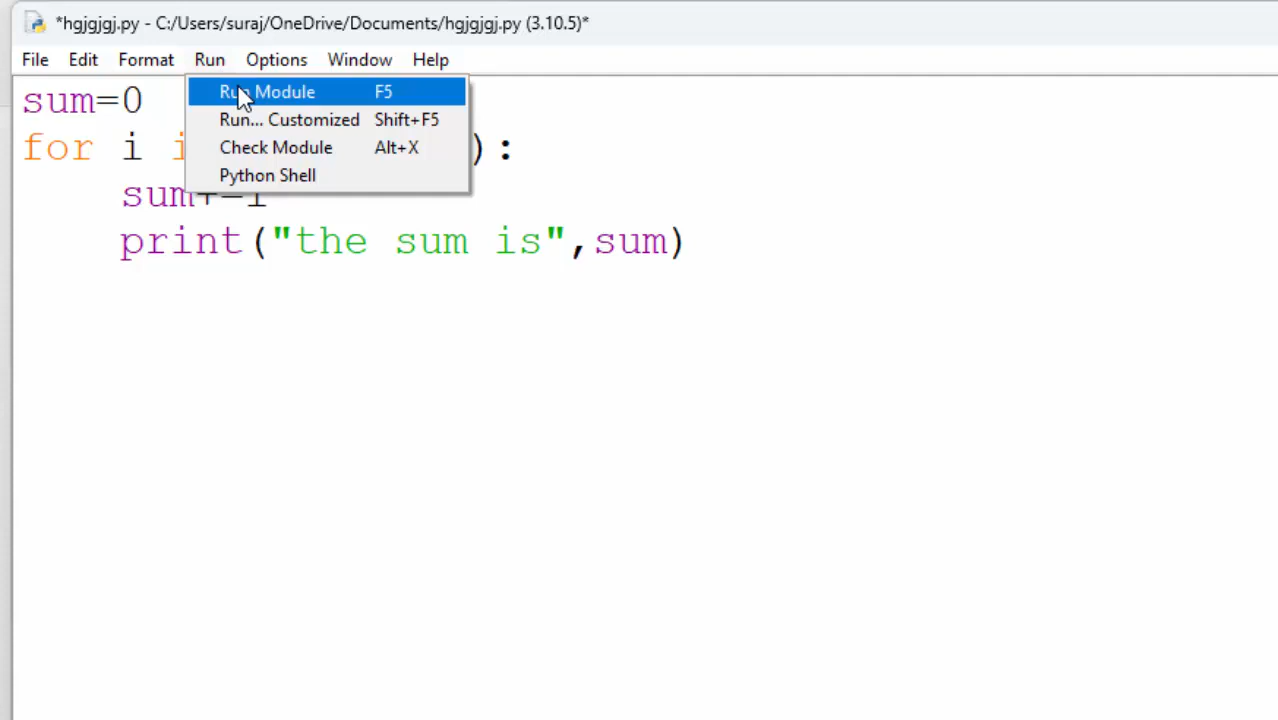 *hgjgjgj.py - C:/Users/suraj/OneDrive/Documents/hgjgjgj.py (3.10.5)*
File Edit Format Run Options Window Help
sum=0
Run Module F5
Run... Customized Shift+F5
for i ):
Check Module Alt+X
Python Shell
print("the sum is",sum)